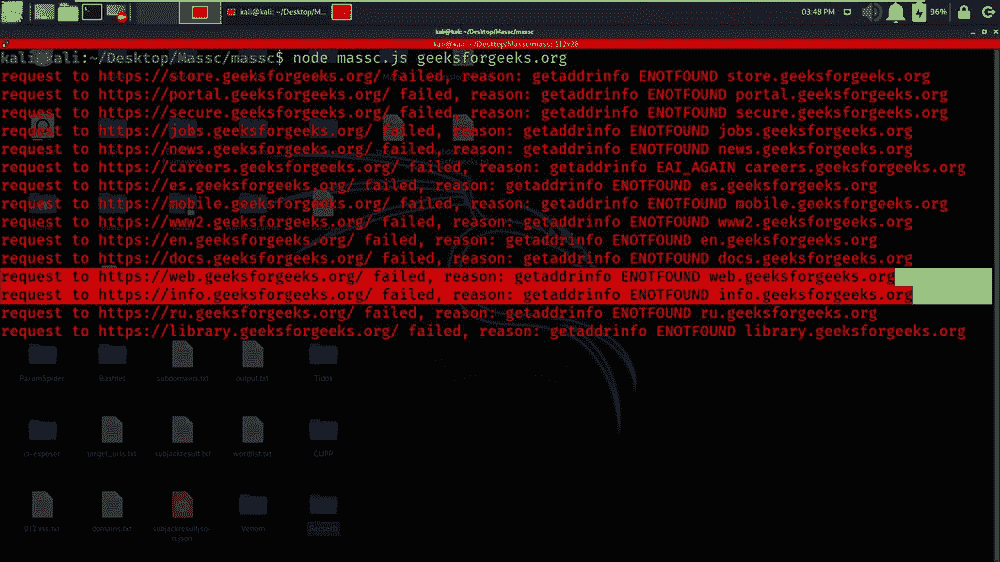 kali@kali: ~/Desktop/M...
03:48 PM
96%
kali@kali: ~/Desktop/Massc/massc
kali@kali: ~/Desktop/Massc/massc 112x28
kali@kali:~/Desktop/Massc/massc$ node massc.js geeksforgeeks.org
request to https://store.geeksforgeeks.org/ failed, reason: getaddrinfo ENOTFOUND store.geeksforgeeks.org
request to https://portal.geeksforgeeks.org/ failed, reason: getaddrinfo ENOTFOUND portal.geeksforgeeks.org
request to https://secure.geeksforgeeks.org/ failed, reason: getaddrinfo ENOTFOUND secure.geeksforgeeks.org
request to https://jobs.geeksforgeeks.org/ failed, reason: getaddrinfo ENOTFOUND jobs.geeksforgeeks.org
request to https://news.geeksforgeeks.org/ failed, reason: getaddrinfo ENOTFOUND news.geeksforgeeks.org
request to https://careers.geeksforgeeks.org/ failed, reason: getaddrinfo EAI_AGAIN careers.geeksforgeeks.org
request to https://es.geeksforgeeks.org/ failed, reason: getaddrinfo ENOTFOUND es.geeksforgeeks.org
request to https://mobile.geeksforgeeks.org/ failed, reason: getaddrinfo ENOTFOUND mobile.geeksforgeeks.org
request to https://www2.geeksforgeeks.org/ failed, reason: getaddrinfo ENOTFOUND www2.geeksforgeeks.org
request to https://en.geeksforgeeks.org/ failed, reason: getaddrinfo ENOTFOUND en.geeksforgeeks.org
request to https://docs.geeksforgeeks.org/ failed, reason: getaddrinfo ENOTFOUND docs.geeksforgeeks.org
request to https://web.geeksforgeeks.org/ failed, reason: getaddrinfo ENOTFOUND web.geeksforgeeks.org
request to https://info.geeksforgeeks.org/ failed, reason: getaddrinfo ENOTFOUND info.geeksforgeeks.org
request to https://ru.geeksforgeeks.org/ failed, reason: getaddrinfo ENOTFOUND ru.geeksforgeeks.org
request to https://library.geeksforgeeks.org/ failed, reason: getaddrinfo ENOTFOUND library.geeksforgeeks.org
ParamSpider
subdomains.txt
output.txt
target_urls.txt
subjackresult.txt
wordlist.txt
CUPP
domains.txt
Venom